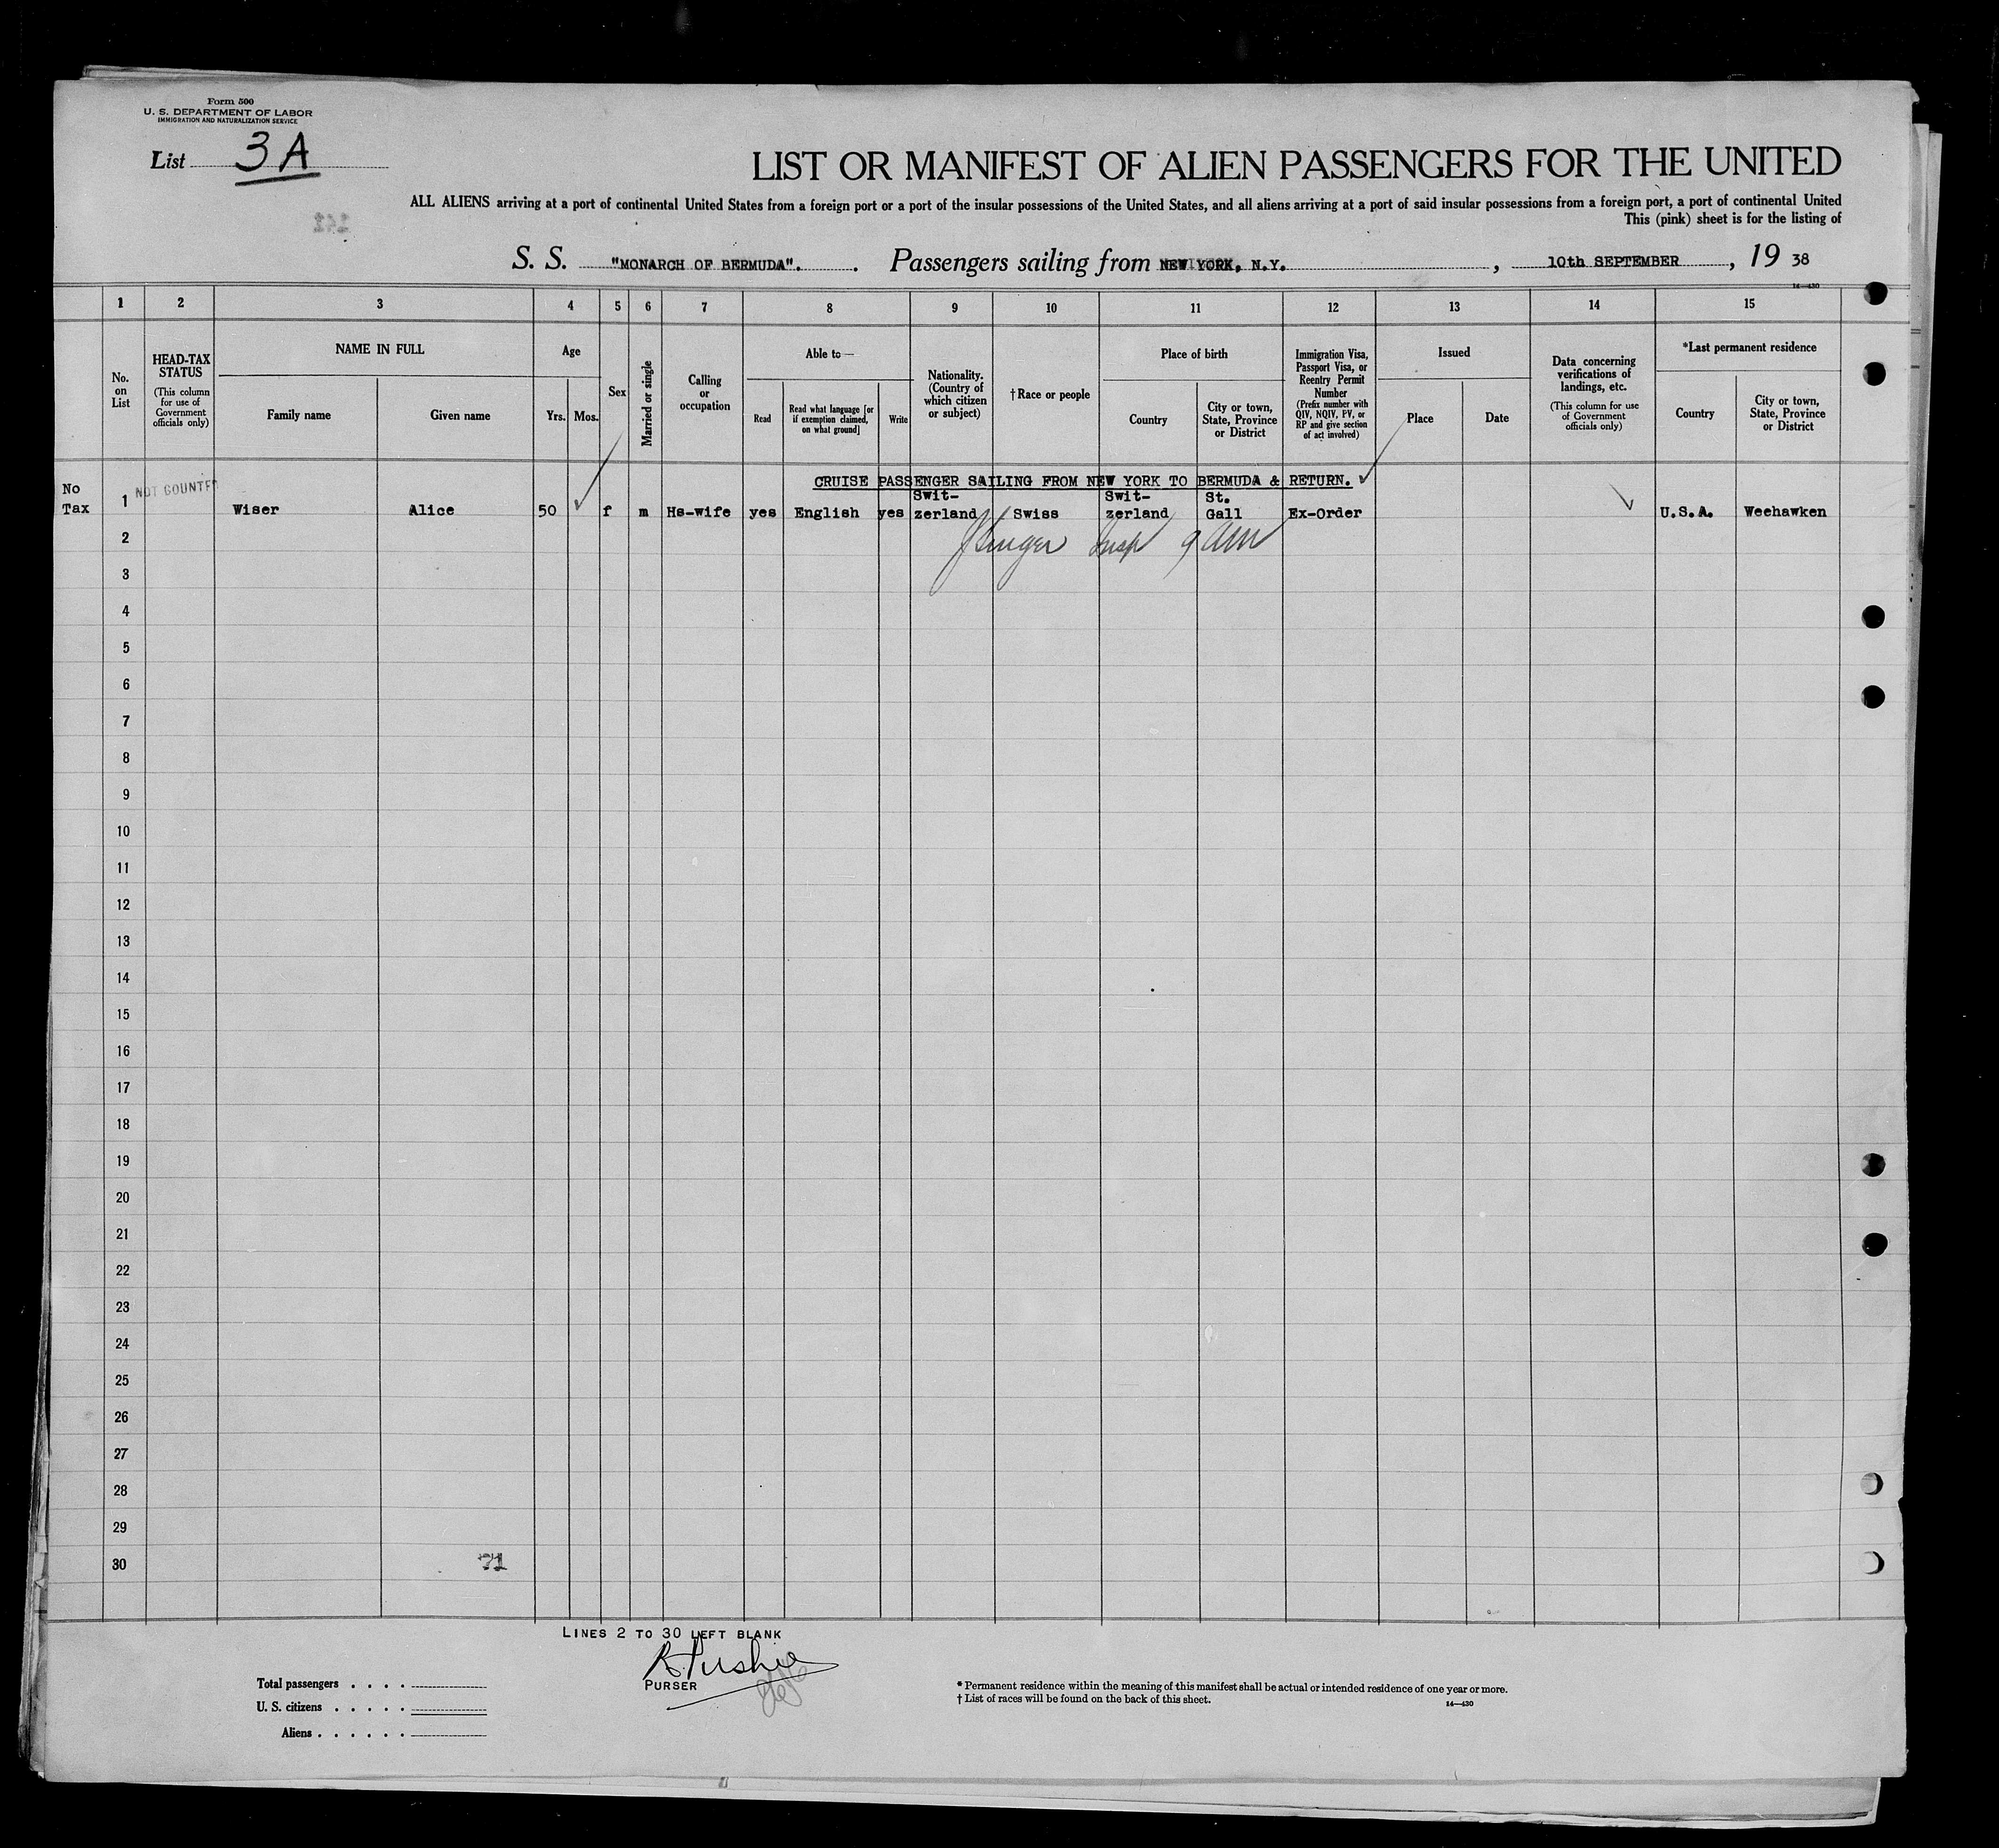 Form 500
U. S. DEPARTMENT OF LABOR
IMMIGRATION AND NATURALIZATION SERVICE
List 3A
LIST OR MANIFEST OF ALIEN PASSENGERS FOR THE UNITED
ALL ALIENS arriving at a port of continental United States from a foreign port or a port of the insular possessions of the United States, and all aliens arriving at a port of said insular possessions from a foreign port, a port of continental United
This (pink) sheet is for the listing of
S. S. "MONARCH OF BERMUDA". Passengers sailing from NEW YORK, N.Y. , 10th SEPTEMBER , 19 38
14—430
1 2 3 4 5 6 7 8 9 10 11 12 13 14 15
No. on List
HEAD-TAX STATUS (This column for use of Government officials only)
NAME IN FULL
Family name
Given name
Age
Yrs.
Mos.
Sex
Married or single
Calling or occupation
Able to—
Read
Read what language [or if exemption claimed, on what ground]
Write
Nationality. (Country of which citizen or subject)
† Race or people
Place of birth
Country
City or town, State, Province or District
Immigration Visa, Passport Visa, or Reentry Permit Number (Prefix number with QIV, NQIV, PV, or RP and give section of act involved)
Issued
Place
Date
Data concerning verifications of landings, etc. (This column for use of Government officials only)
*Last permanent residence
Country
City or town, State, Province or District
CRUISE PASSENGER SAILING FROM NEW YORK TO BERMUDA & RETURN.
No Tax 1 NOT COUNTED Wiser Alice 50 f m Hs-wife yes English yes Swit-zerland Swiss Swit-zerland St. Gall Ex-Order U.S.A. Weehawken
2
3
4
5
6
7
8
9
10
11
12
13
14
15
16
17
18
19
20
21
22
23
24
25
26
27
28
29
30
71
LINES 2 TO 30 LEFT BLANK
PURSER
Total passengers . . . .
U. S. citizens . . . . .
Aliens . . . . . .
* Permanent residence within the meaning of this manifest shall be actual or intended residence of one year or more.
† List of races will be found on the back of this sheet.
14—430